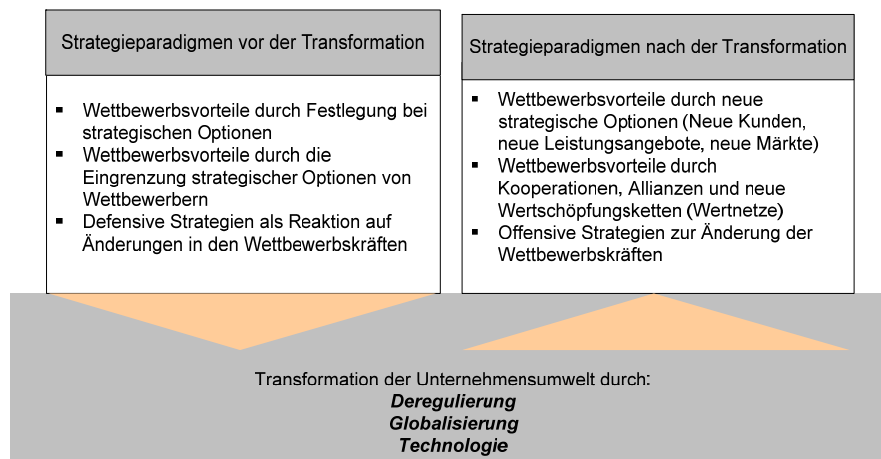 Strategieparadigmen vor der Transformation
▪ Wettbewerbsvorteile durch Festlegung bei
strategischen Optionen
▪ Wettbewerbsvorteile durch die
Eingrenzung strategischer Optionen von
Wettbewerbern
▪ Defensive Strategien als Reaktion auf
Änderungen in den Wettbewerbskräften
Strategieparadigmen nach der Transformation
▪ Wettbewerbsvorteile durch neue
strategische Optionen (Neue Kunden,
neue Leistungsangebote, neue Märkte)
▪ Wettbewerbsvorteile durch
Kooperationen, Allianzen und neue
Wertschöpfungsketten (Wertnetze)
▪ Offensive Strategien zur Änderung der
Wettbewerbskräften
Transformation der Unternehmensumwelt durch:
Deregulierung
Globalisierung
Technologie